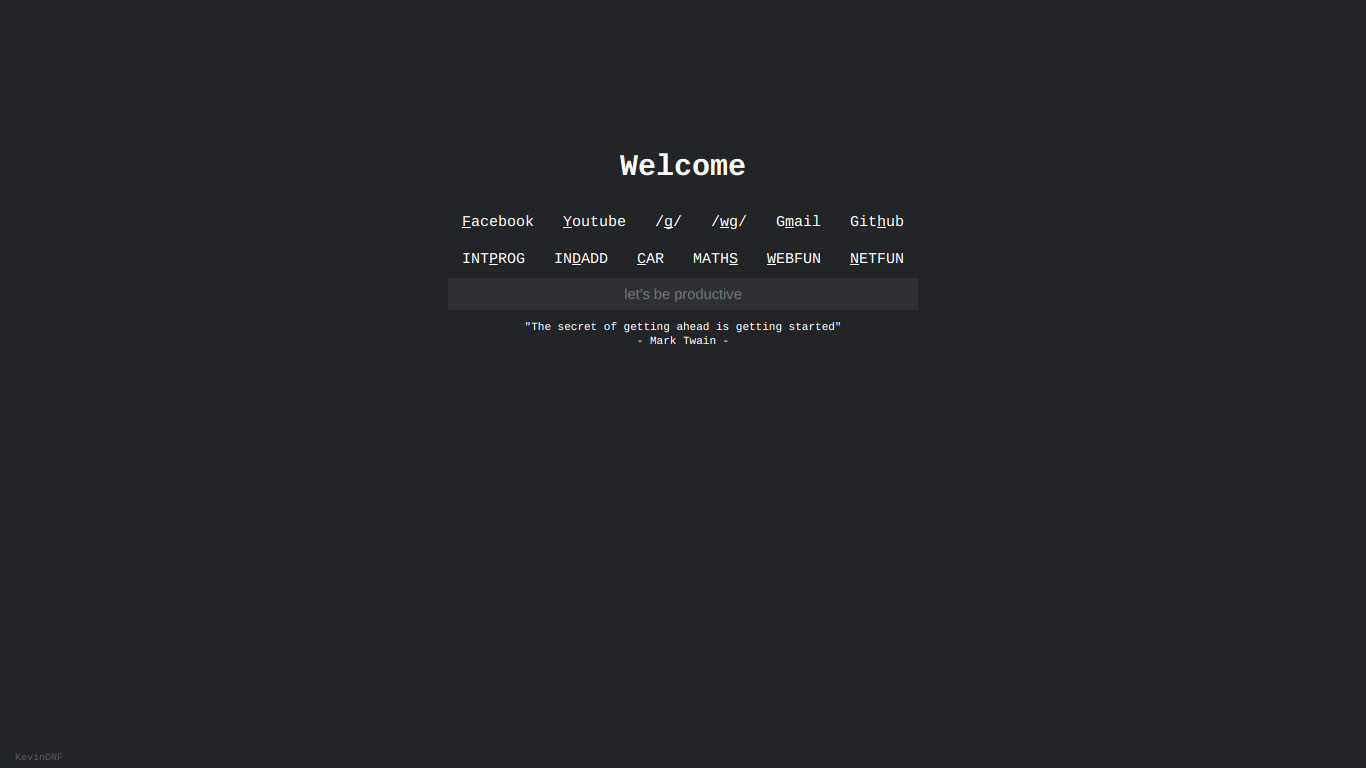 Welcome
Facebook Youtube /g/ /wg/ Gmail Github
INTPROG INDADD CAR MATHS WEBFUN NETFUN
let's be productive
"The secret of getting ahead is getting started"
- Mark Twain -
KevinDNF